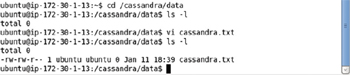 ubuntu@ip-172-30-1-13:~$ cd /cassandra/data
ubuntu@ip-172-30-1-13:/cassandra/data$ ls -l
total 0
ubuntu@ip-172-30-1-13:/cassandra/data$ vi cassandra.txt
ubuntu@ip-172-30-1-13:/cassandra/data$ ls -l
total 0
-rw-rw-r-- 1 ubuntu ubuntu 0 Jan 11 18:39 cassandra.txt
ubuntu@ip-172-30-1-13:/cassandra/data$